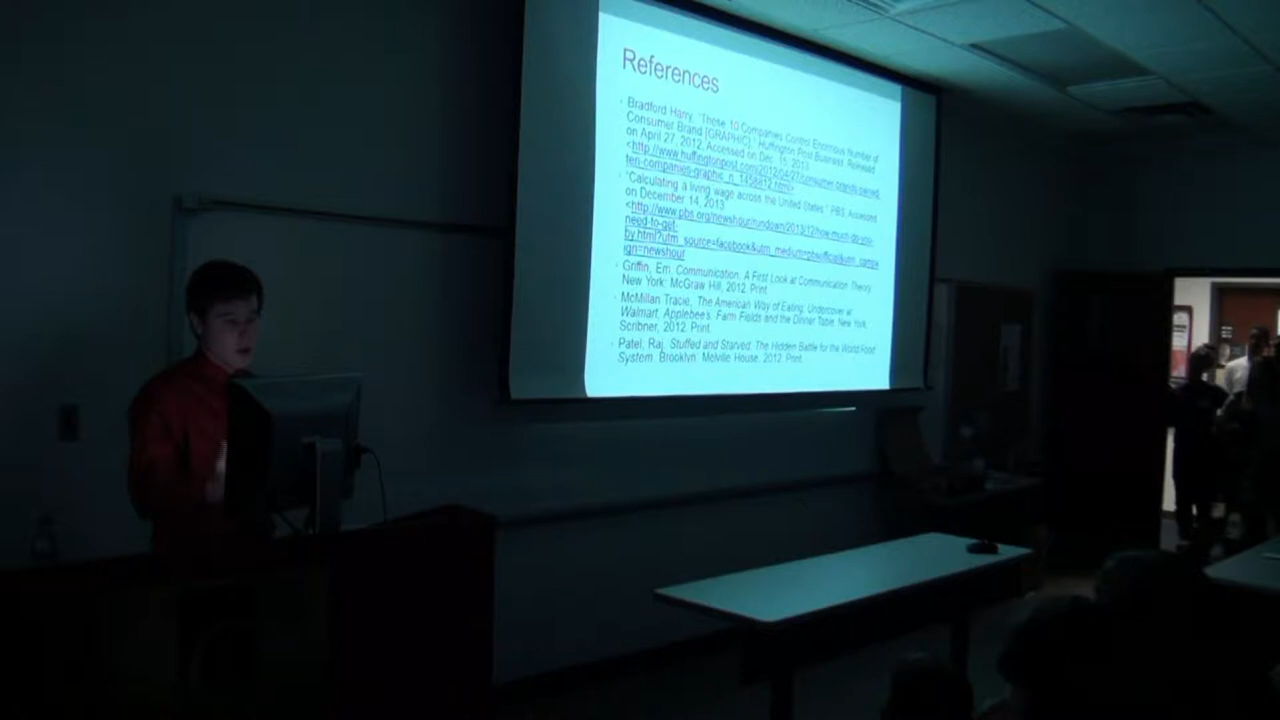 References
Bradford Harry, "These 10 Companies Control Enormous Number of
Consumer Brand [GRAPHIC]." Huffington Post Business. Released
on April 27, 2012. Accessed on Dec. 15, 2013
<http://www.huffingtonpost.com/2012/04/27/consumer-brands-owned-
ten-companies-graphic_n_1458812.html>
"Calculating a living wage across the United States." PBS. Accessed
on December 14, 2013
<http://www.pbs.org/newshour/rundown/2013/12/how-much-do-you-
need-to-get-
by.html?utm_source=facebook&utm_medium=pbsofficial&utm_campa
ign=newshour
Griffin, Em. Communication. A First Look at Communication Theory
New York: McGraw Hill, 2012. Print.
McMillan Tracie, The American Way of Eating: Undercover at
Walmart, Applebee's, Farm Fields and the Dinner Table. New York,
Scribner, 2012. Print.
Patel, Raj. Stuffed and Starved: The Hidden Battle for the World Food
System. Brooklyn: Melville House, 2012. Print.